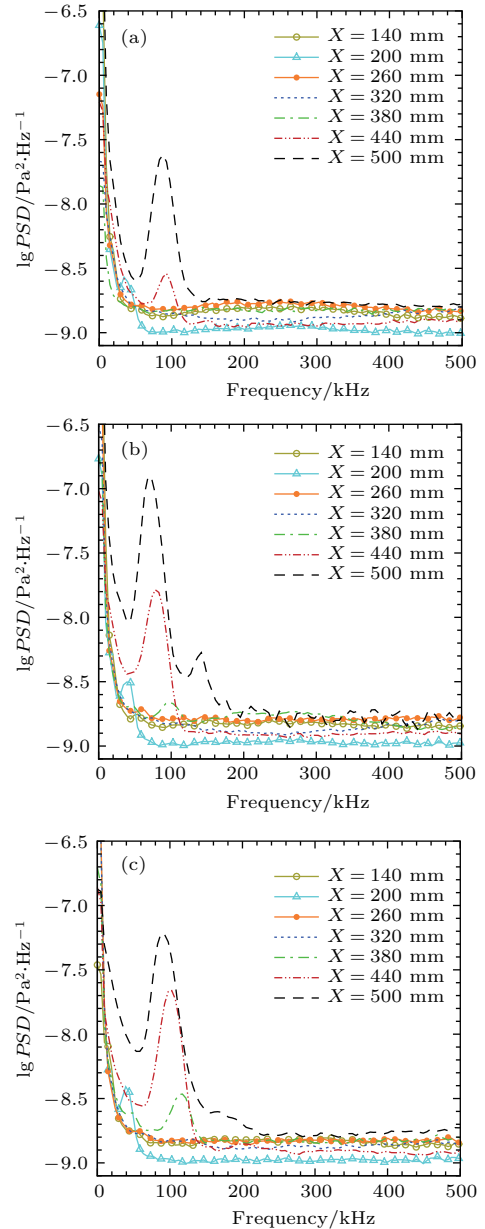 −6.5
(a)
X = 140 mm
X = 200 mm
−7.0
X = 260 mm
X = 320 mm
X = 380 mm
−7.5
X = 440 mm
X = 500 mm
−8.0
−8.5
−9.0
lg PSD/Pa²·Hz⁻¹
0 100 200 300 400 500
Frequency/kHz
−6.5
(b)
X = 140 mm
X = 200 mm
−7.0
X = 260 mm
X = 320 mm
X = 380 mm
−7.5
X = 440 mm
X = 500 mm
−8.0
−8.5
−9.0
lg PSD/Pa²·Hz⁻¹
0 100 200 300 400 500
Frequency/kHz
−6.5
(c)
X = 140 mm
X = 200 mm
−7.0
X = 260 mm
X = 320 mm
X = 380 mm
−7.5
X = 440 mm
X = 500 mm
−8.0
−8.5
−9.0
lg PSD/Pa²·Hz⁻¹
0 100 200 300 400 500
Frequency/kHz